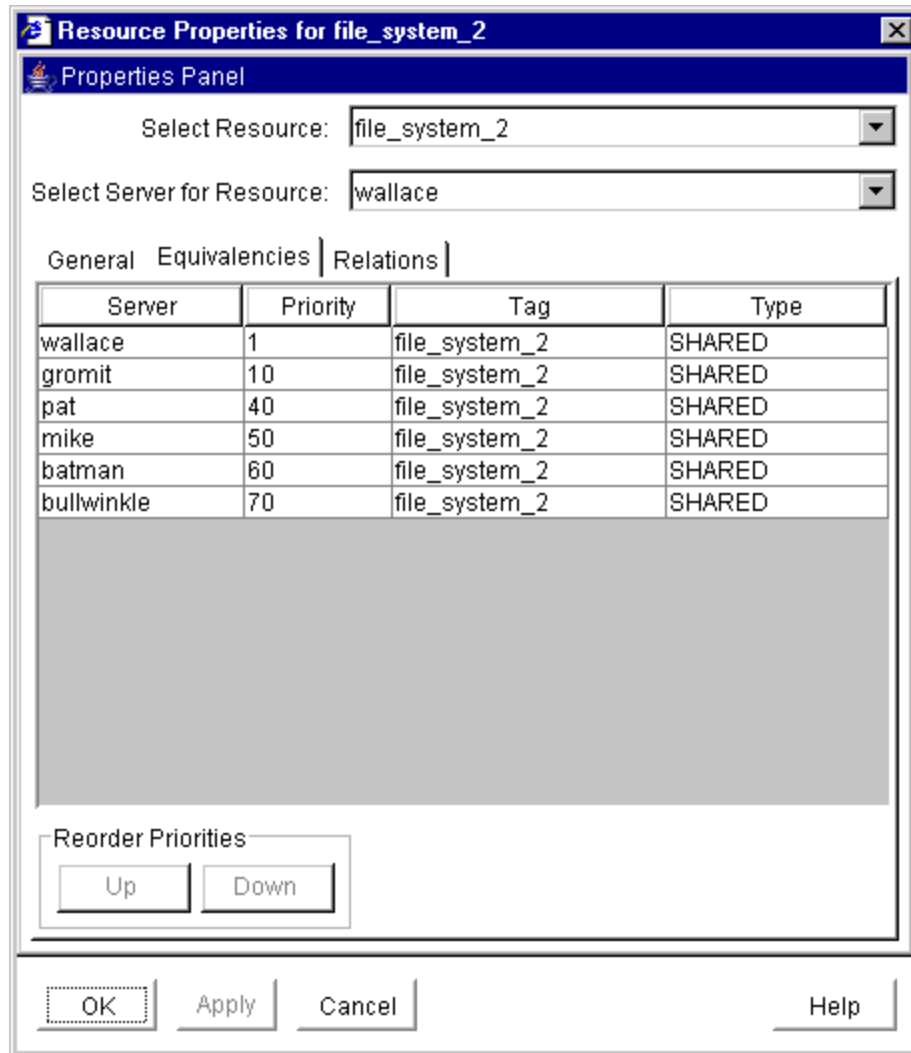 Resource Properties for file_system_2
Properties Panel
Select Resource: file_system_2
Select Server for Resource: wallace
General Equivalencies Relations
Server Priority Tag Type
wallace 1 file_system_2 SHARED
gromit 10 file_system_2 SHARED
pat 40 file_system_2 SHARED
mike 50 file_system_2 SHARED
batman 60 file_system_2 SHARED
bullwinkle 70 file_system_2 SHARED
Reorder Priorities
Up Down
OK Apply Cancel Help